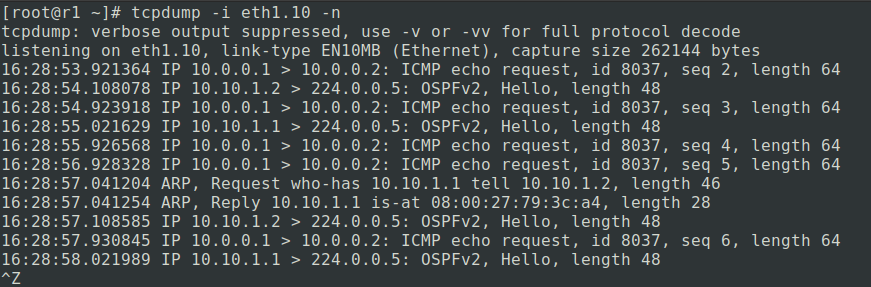 [root@r1 ~]# tcpdump -i eth1.10 -n
tcpdump: verbose output suppressed, use -v or -vv for full protocol decode
listening on eth1.10, link-type EN10MB (Ethernet), capture size 262144 bytes
16:28:53.921364 IP 10.0.0.1 > 10.0.0.2: ICMP echo request, id 8037, seq 2, length 64
16:28:54.108078 IP 10.10.1.2 > 224.0.0.5: OSPFv2, Hello, length 48
16:28:54.923918 IP 10.0.0.1 > 10.0.0.2: ICMP echo request, id 8037, seq 3, length 64
16:28:55.021629 IP 10.10.1.1 > 224.0.0.5: OSPFv2, Hello, length 48
16:28:55.926568 IP 10.0.0.1 > 10.0.0.2: ICMP echo request, id 8037, seq 4, length 64
16:28:56.928328 IP 10.0.0.1 > 10.0.0.2: ICMP echo request, id 8037, seq 5, length 64
16:28:57.041204 ARP, Request who-has 10.10.1.1 tell 10.10.1.2, length 46
16:28:57.041254 ARP, Reply 10.10.1.1 is-at 08:00:27:79:3c:a4, length 28
16:28:57.108585 IP 10.10.1.2 > 224.0.0.5: OSPFv2, Hello, length 48
16:28:57.930845 IP 10.0.0.1 > 10.0.0.2: ICMP echo request, id 8037, seq 6, length 64
16:28:58.021989 IP 10.10.1.1 > 224.0.0.5: OSPFv2, Hello, length 48
^Z